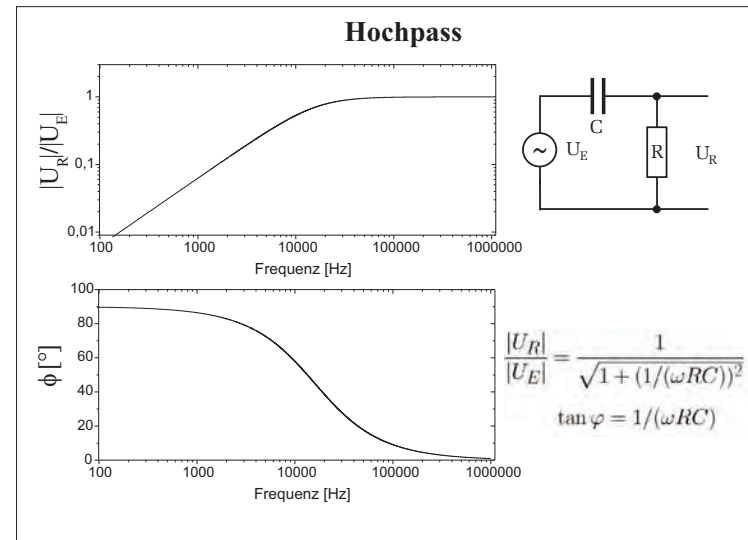 Hochpass
|U_R|/|U_E|
1
0,1
0,01
100 1000 10000 100000 1000000
Frequenz [Hz]
C
~
U_E
R
U_R
ϕ [°]
100
80
60
40
20
0
100 1000 10000 100000 1000000
Frequenz [Hz]
|U_R|/|U_E| = 1/√(1 + (1/(ωRC))²)
tan φ = 1/(ωRC)